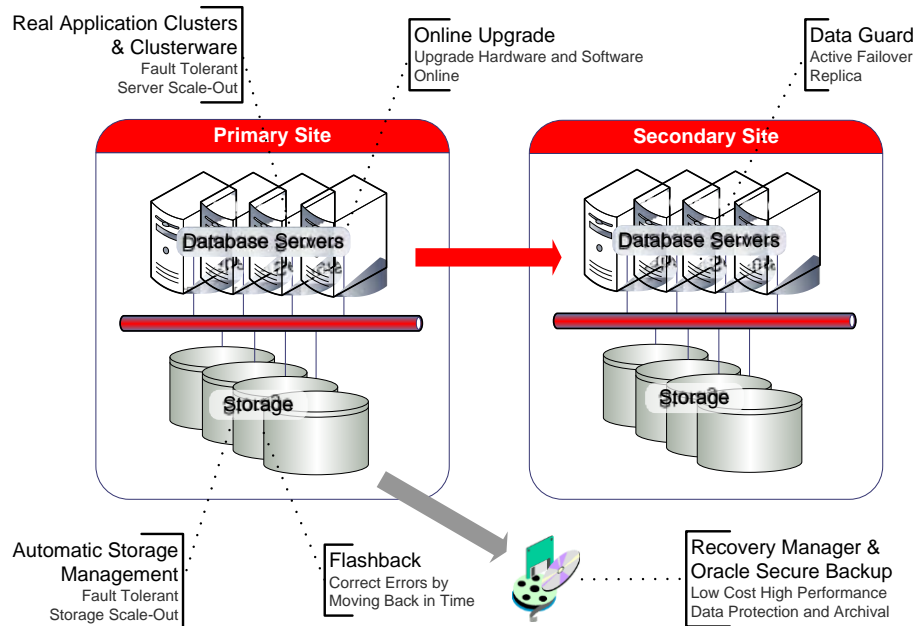 Real Application Clusters
& Clusterware
Fault Tolerant
Server Scale-Out
Online Upgrade
Upgrade Hardware and Software
Online
Data Guard
Active Failover
Replica
Primary Site
Secondary Site
Database Servers
Database Servers
Storage
Storage
Automatic Storage
Management
Fault Tolerant
Storage Scale-Out
Flashback
Correct Errors by
Moving Back in Time
Recovery Manager &
Oracle Secure Backup
Low Cost High Performance
Data Protection and Archival